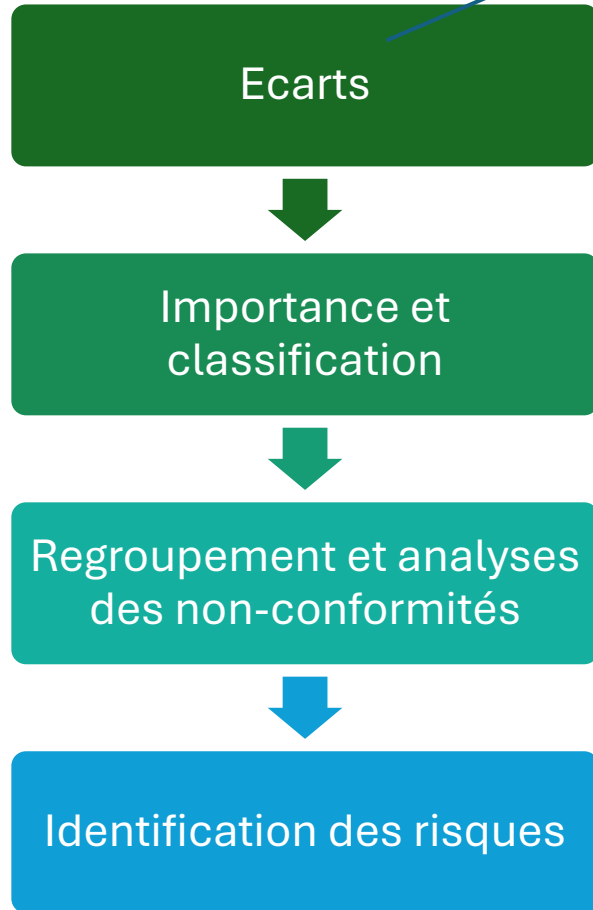 Ecarts
Importance et
classification
Regroupement et analyses
des non-conformités
Identification des risques